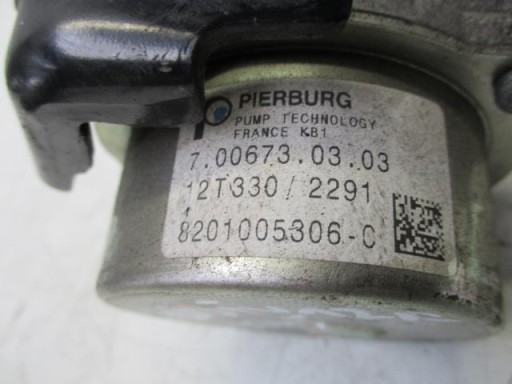 PIERBURG
PUMP TECHNOLOGY
FRANCE KB1
7.00673.03.03
12T330 / 2291
8201005306-C